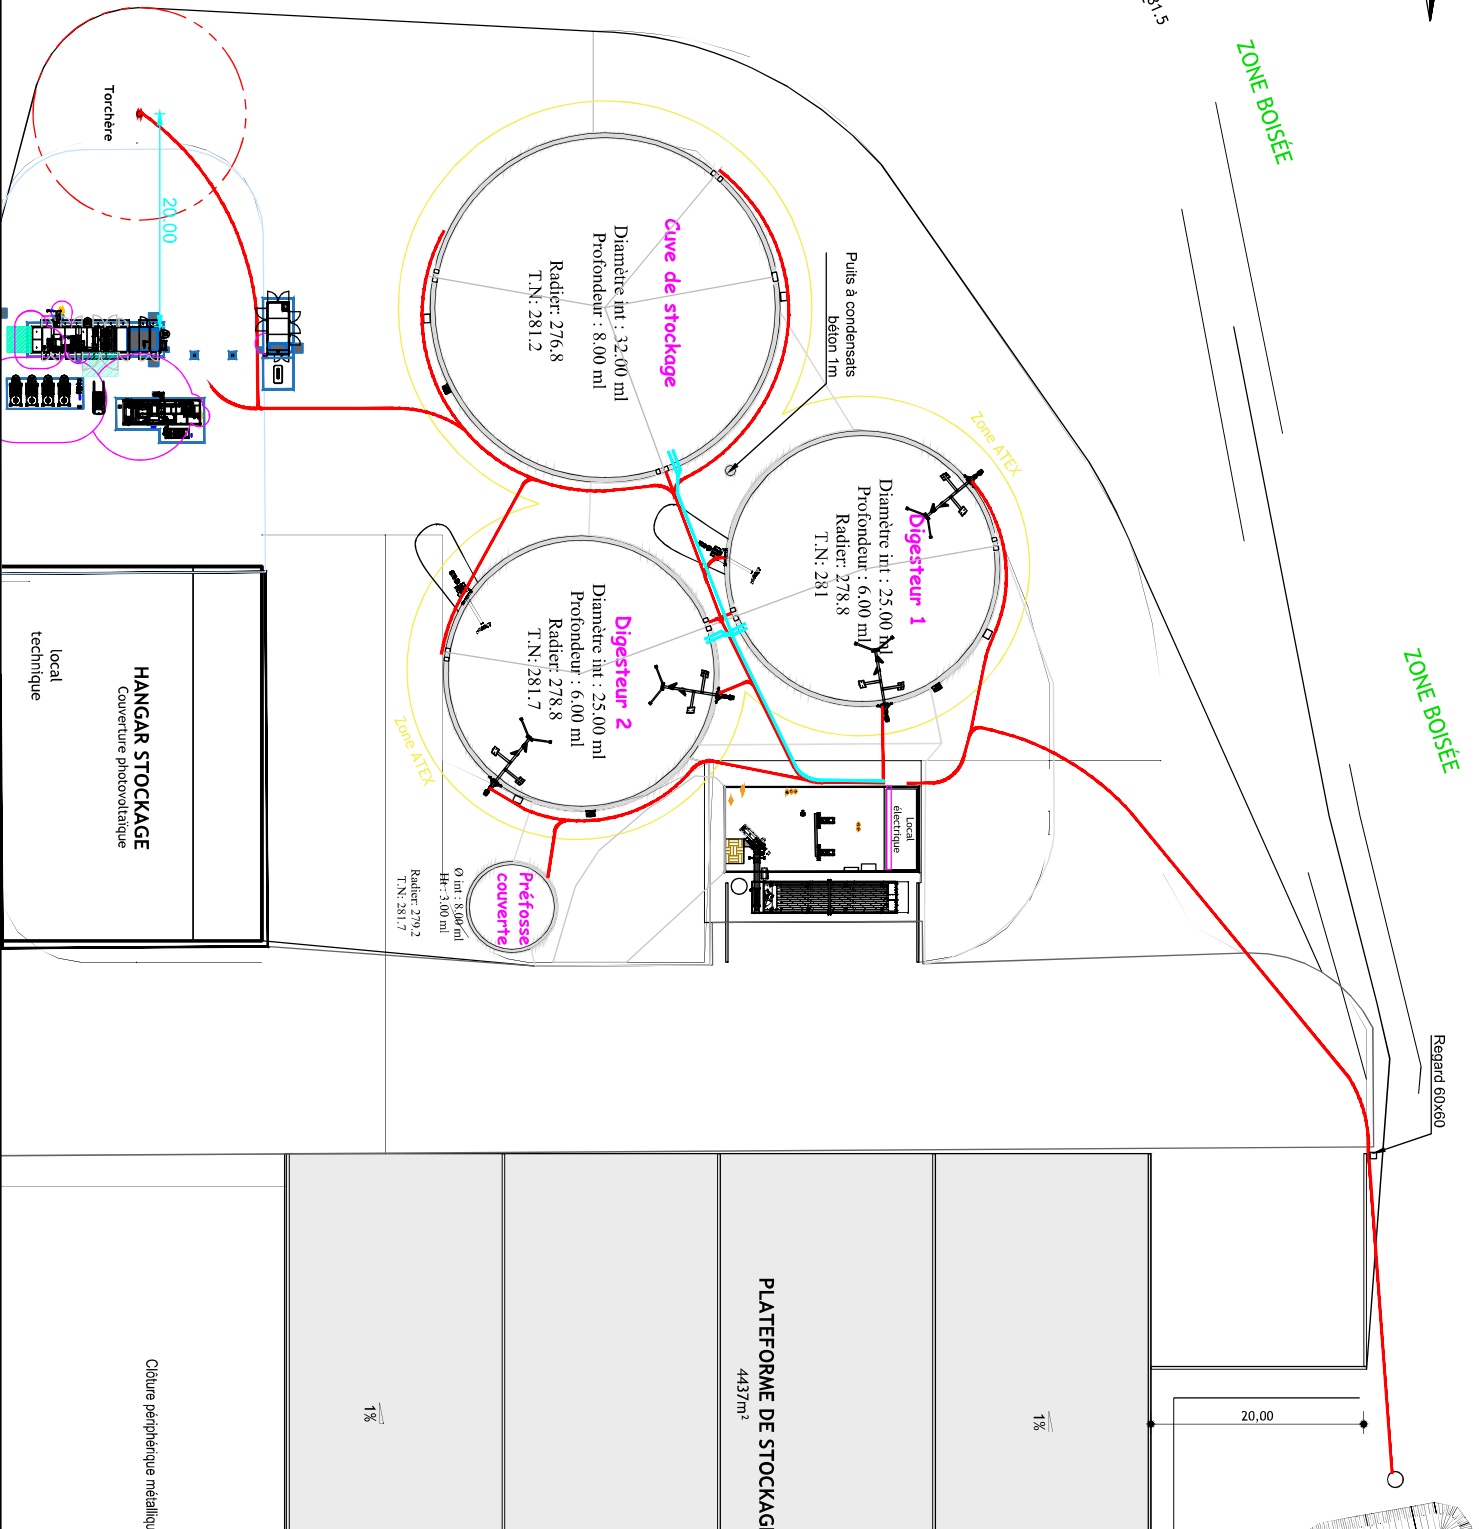 31.5
ZONE BOISÉE
Torchère
20.00
Cuve de stockage
Diamètre int : 32.00 ml
Profondeur : 8.00 ml
Radier: 276.8
T.N: 281.2
Puits à condensats
béton 1m
Zone ATEX
Digesteur 1
Diamètre int : 25.00 ml
Profondeur : 6.00 ml
Radier: 278.8
T.N: 281
Digesteur 2
Diamètre int : 25.00 ml
Profondeur : 6.00 ml
Radier: 278.8
T.N: 281.7
Zone ATEX
ZONE BOISÉE
local
technique
HANGAR STOCKAGE
Couverture photovoltaïque
Local
électrique
Préfosse
couverte
Ø int : 8.00 ml
Ht : 3.00 ml
Radier: 279.2
T.N: 281.7
Regard 60x60
PLATEFORME DE STOCKAGE
4437m²
1%
1%
20,00
Clôture périphérique métalliqu